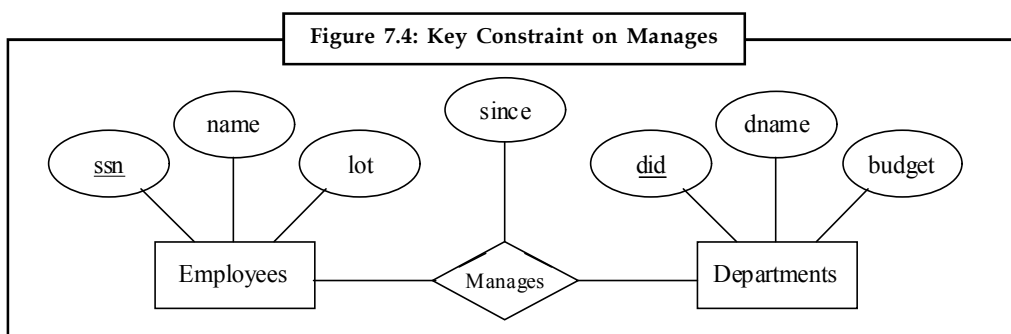 Figure 7.4: Key Constraint on Manages
since
name
dname
ssn
lot
did
budget
Employees
Manages
Departments